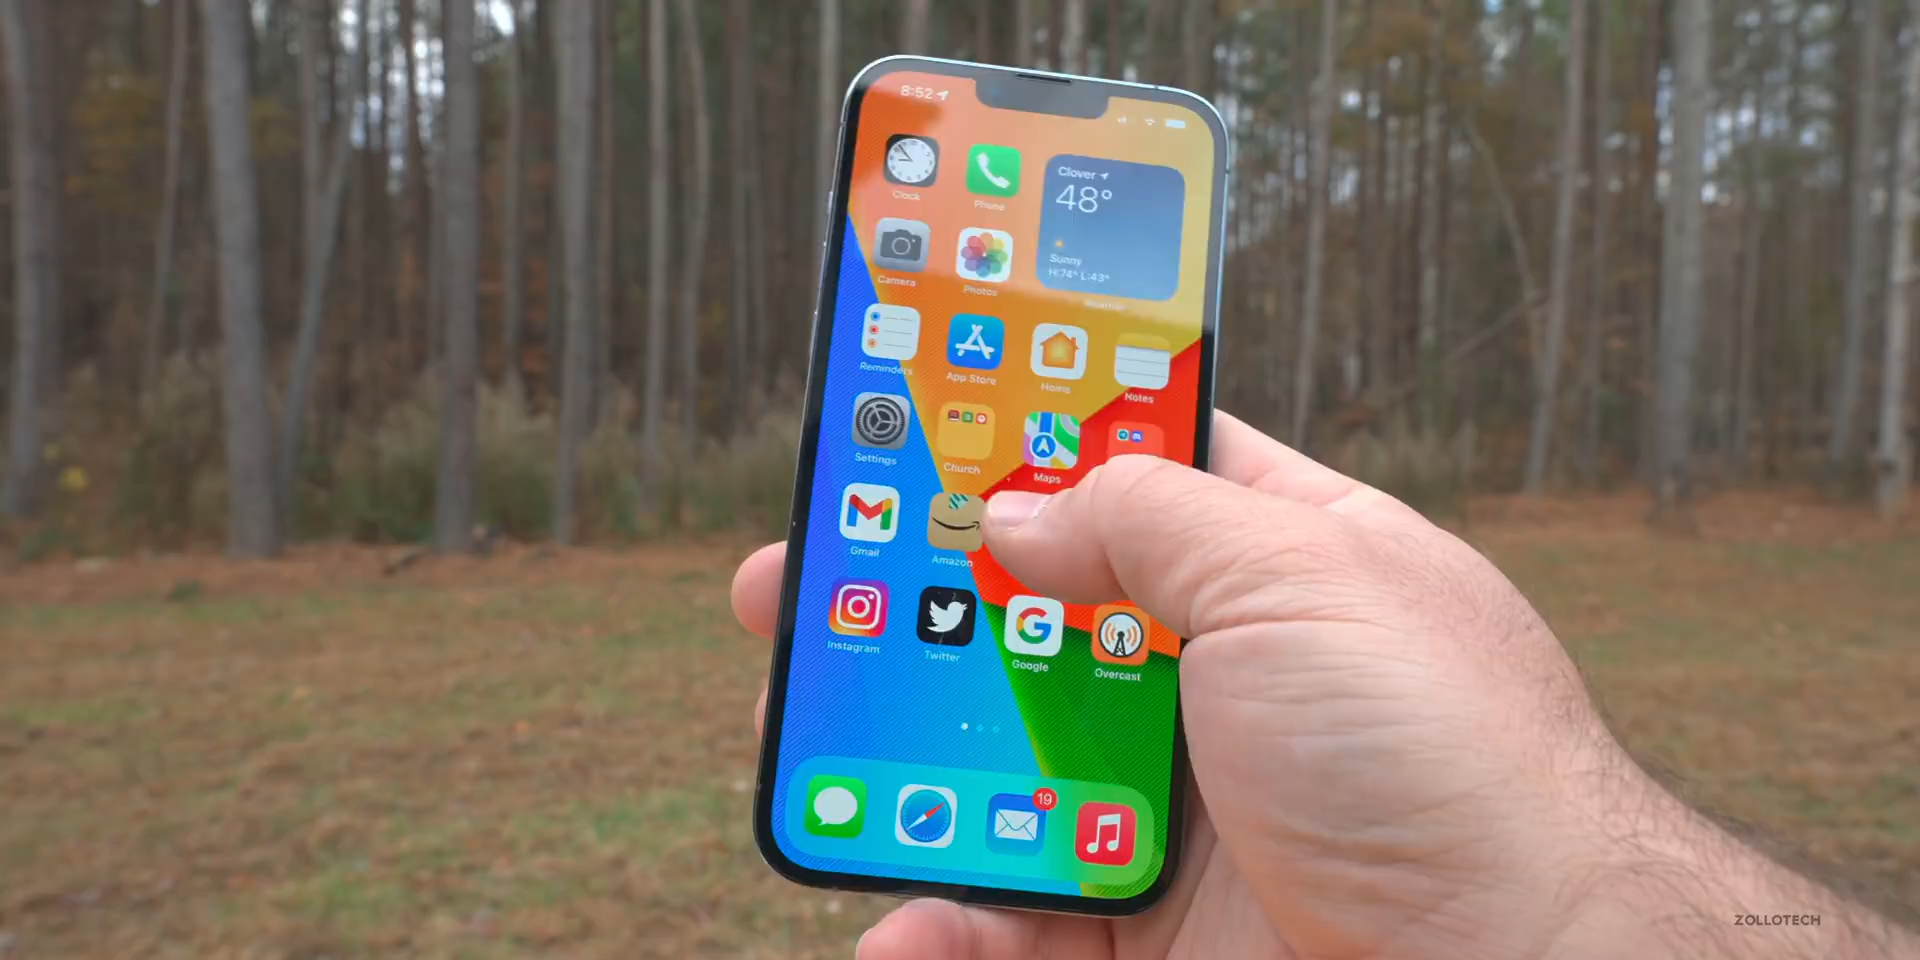 8:52
Clock
Phone
Clover
48°
Sunny
H:74° L:43°
Camera
Photos
Weather
Reminders
App Store
Home
Notes
Settings
Church
Maps
Gmail
Amazon
Instagram
Twitter
Google
Overcast
19
ZOLLOTECH